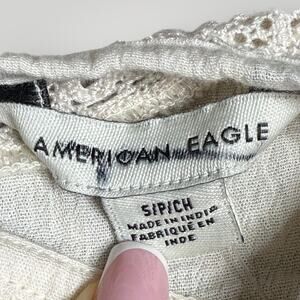 AMERICAN EAGLE
S/P/CH
MADE IN INDIA
FABRIQUÉ EN
INDE